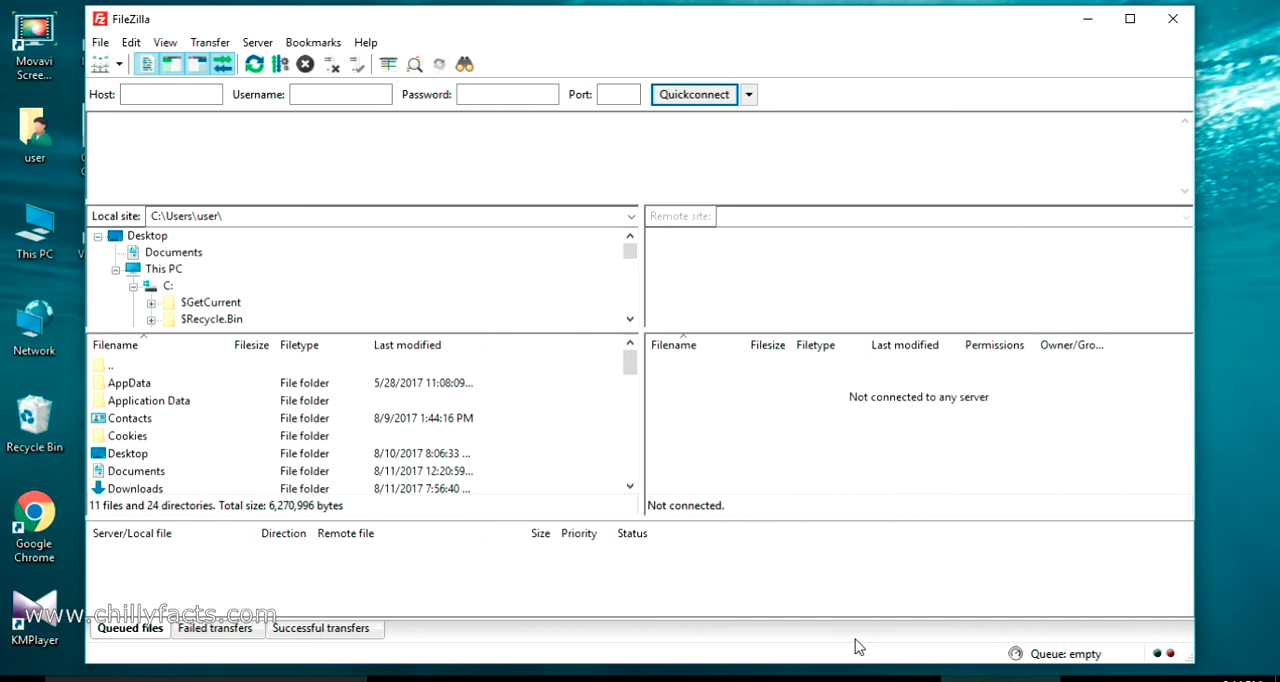 FileZilla
File Edit View Transfer Server Bookmarks Help
Host: Username: Password: Port: Quickconnect
Local site: C:\Users\user\
Desktop
Documents
This PC
C:
$GetCurrent
$Recycle.Bin
Filename Filesize Filetype Last modified
..
AppData File folder 5/28/2017 11:08:09...
Application Data File folder
Contacts File folder 8/9/2017 1:44:16 PM
Cookies File folder
Desktop File folder 8/10/2017 8:06:33 ...
Documents File folder 8/11/2017 12:20:59...
Downloads File folder 8/11/2017 7:56:40 ...
11 files and 24 directories. Total size: 6,270,996 bytes
Remote site:
Filename Filesize Filetype Last modified Permissions Owner/Gro...
Not connected to any server
Not connected.
Server/Local file Direction Remote file Size Priority Status
Queued files Failed transfers Successful transfers
Queue: empty
Movavi
Scree...
user
This PC
Network
Recycle Bin
Google
Chrome
KMPlayer
www.chillyfacts.com